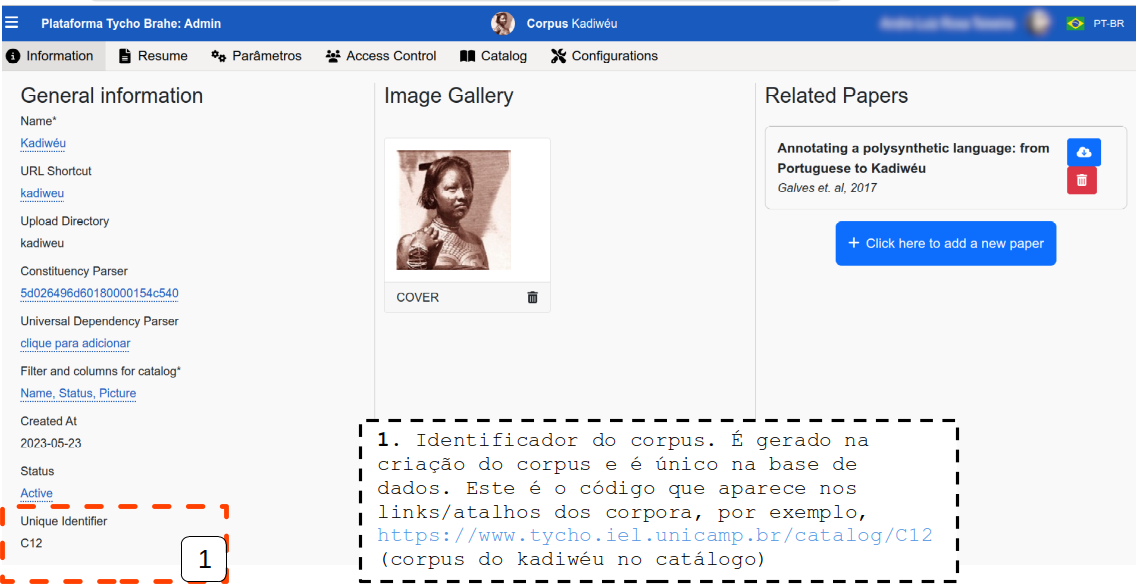 Plataforma Tycho Brahe: Admin
Corpus Kadiwéu
PT-BR
Information
Resume
Parâmetros
Access Control
Catalog
Configurations
General information
Name*
Kadiwéu
URL Shortcut
kadiweu
Upload Directory
kadiweu
Constituency Parser
5d026496d60180000154c540
Universal Dependency Parser
clique para adicionar
Filter and columns for catalog*
Name, Status, Picture
Created At
2023-05-23
Status
Active
Unique Identifier
C12
1
Image Gallery
COVER
Related Papers
Annotating a polysynthetic language: from
Portuguese to Kadiwéu
Galves et. al, 2017
+ Click here to add a new paper
1. Identificador do corpus. É gerado na
criação do corpus e é único na base de
dados. Este é o código que aparece nos
links/atalhos dos corpora, por exemplo,
https://www.tycho.iel.unicamp.br/catalog/C12
(corpus do kadiwéu no catálogo)